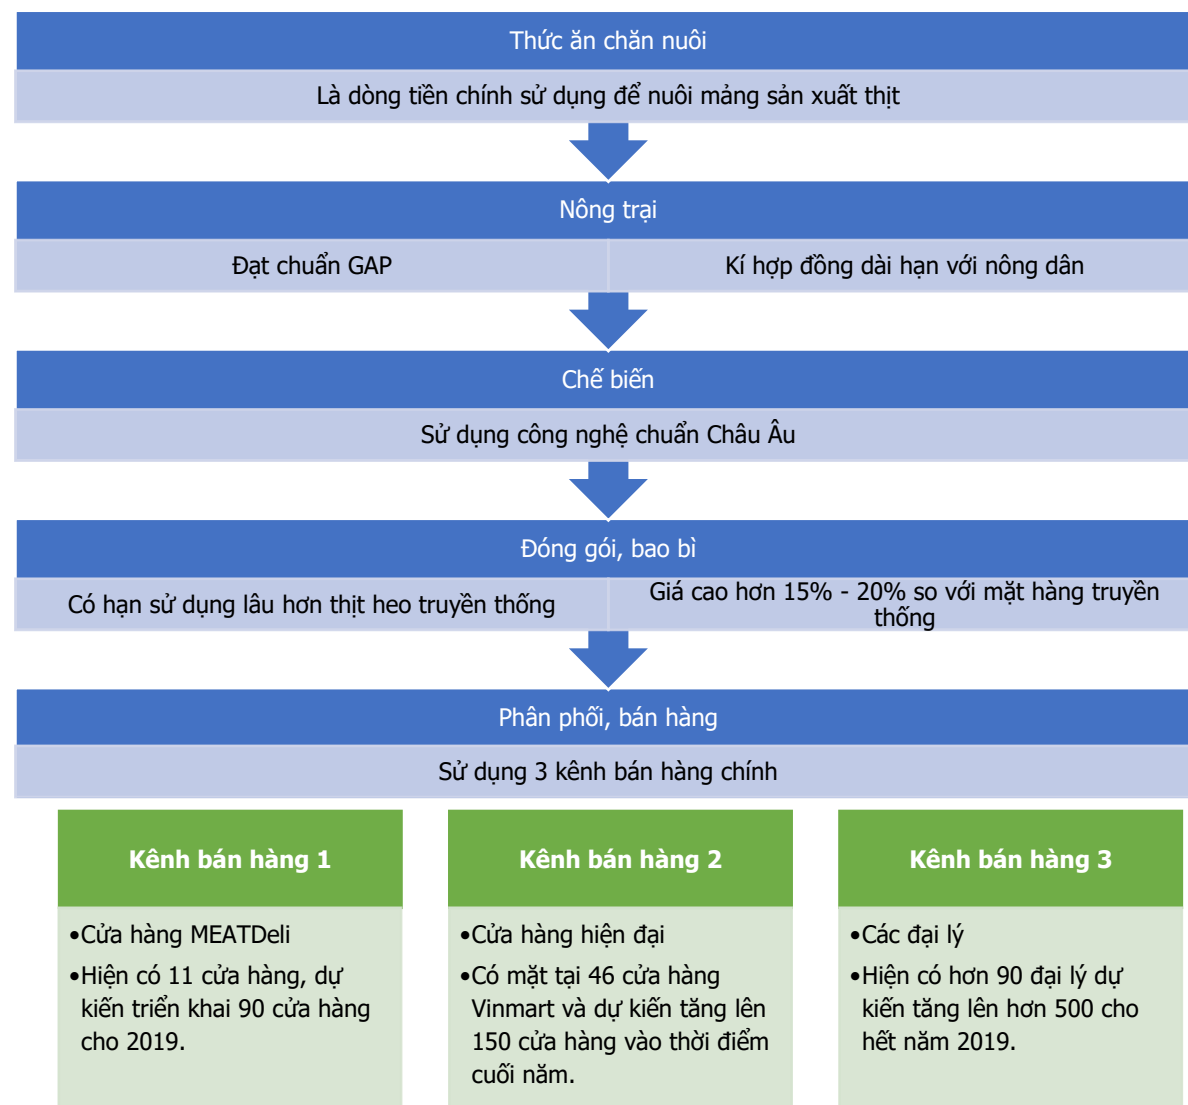 Thức ăn chăn nuôi
Là dòng tiền chính sử dụng để nuôi mảng sản xuất thịt
Nông trại
Đạt chuẩn GAP
Kí hợp đồng dài hạn với nông dân
Chế biến
Sử dụng công nghệ chuẩn Châu Âu
Đóng gói, bao bì
Có hạn sử dụng lâu hơn thịt heo truyền thống
Giá cao hơn 15% - 20% so với mặt hàng truyền
thống
Phân phối, bán hàng
Sử dụng 3 kênh bán hàng chính
Kênh bán hàng 1
•Cửa hàng MEATDeli
•Hiện có 11 cửa hàng, dự
kiến triển khai 90 cửa hàng
cho 2019.
Kênh bán hàng 2
•Cửa hàng hiện đại
•Có mặt tại 46 cửa hàng
Vinmart và dự kiến tăng lên
150 cửa hàng vào thời điểm
cuối năm.
Kênh bán hàng 3
•Các đại lý
•Hiện có hơn 90 đại lý dự
kiến tăng lên hơn 500 cho
hết năm 2019.